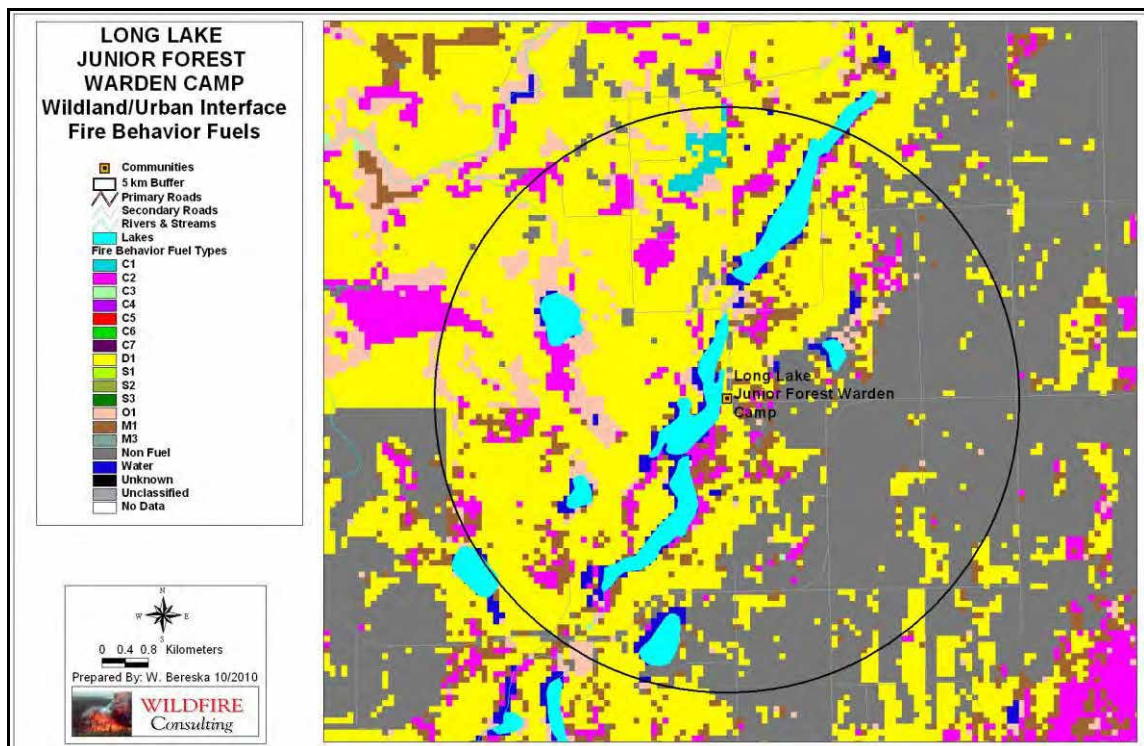 LONG LAKE
JUNIOR FOREST
WARDEN CAMP
Wildland/Urban Interface
Fire Behavior Fuels
Communities
5 km Buffer
Primary Roads
Secondary Roads
Rivers & Streams
Lakes
Fire Behavior Fuel Types
C1
C2
C3
C4
C5
C6
C7
D1
S1
S2
S3
O1
M1
M3
Non Fuel
Water
Unknown
Unclassified
No Data
N
W E
S
0 0.4 0.8 Kilometers
Prepared By: W. Bereska 10/2010
WILDFIRE
Consulting
Long Lake
Junior Forest Warden
Camp